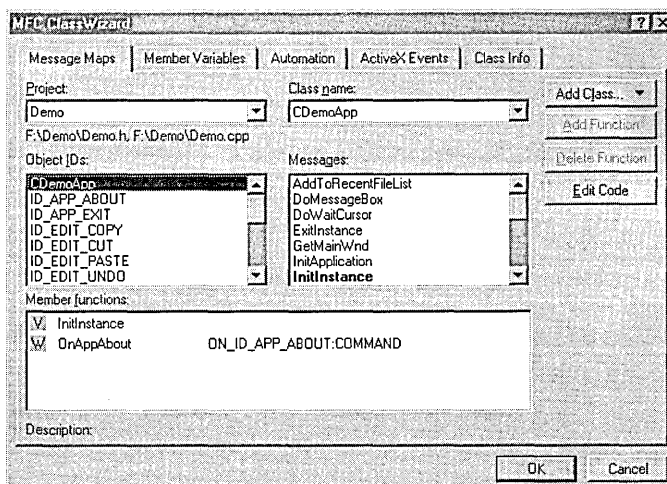 MFC ClassWizard
Message Maps Member Variables Automation ActiveX Events Class Info
Project: Class name:
Demo CDemoApp
Add Class...
F:\Demo\Demo.h, F:\Demo\Demo.cpp
Add Function
Object IDs: Messages:
Delete Function
CDemoApp AddToRecentFileList
ID_APP_ABOUT DoMessageBox
Edit Code
ID_APP_EXIT DoWaitCursor
ID_EDIT_COPY ExitInstance
ID_EDIT_CUT GetMainWnd
ID_EDIT_PASTE InitApplication
ID_EDIT_UNDO InitInstance
Member functions:
V InitInstance
W OnAppAbout ON_ID_APP_ABOUT:COMMAND
Description:
OK Cancel